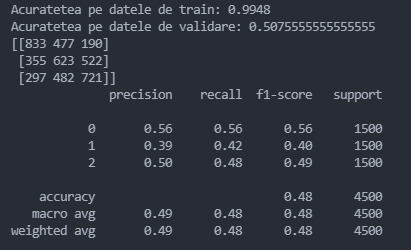 Acuratetea pe datele de train: 0.9948
Acuratetea pe datele de validare: 0.5075555555555555
[[833 477 190]
[355 623 522]
[297 482 721]]
precision recall f1-score support
0 0.56 0.56 0.56 1500
1 0.39 0.42 0.40 1500
2 0.50 0.48 0.49 1500
accuracy 0.48 4500
macro avg 0.49 0.48 0.48 4500
weighted avg 0.49 0.48 0.48 4500